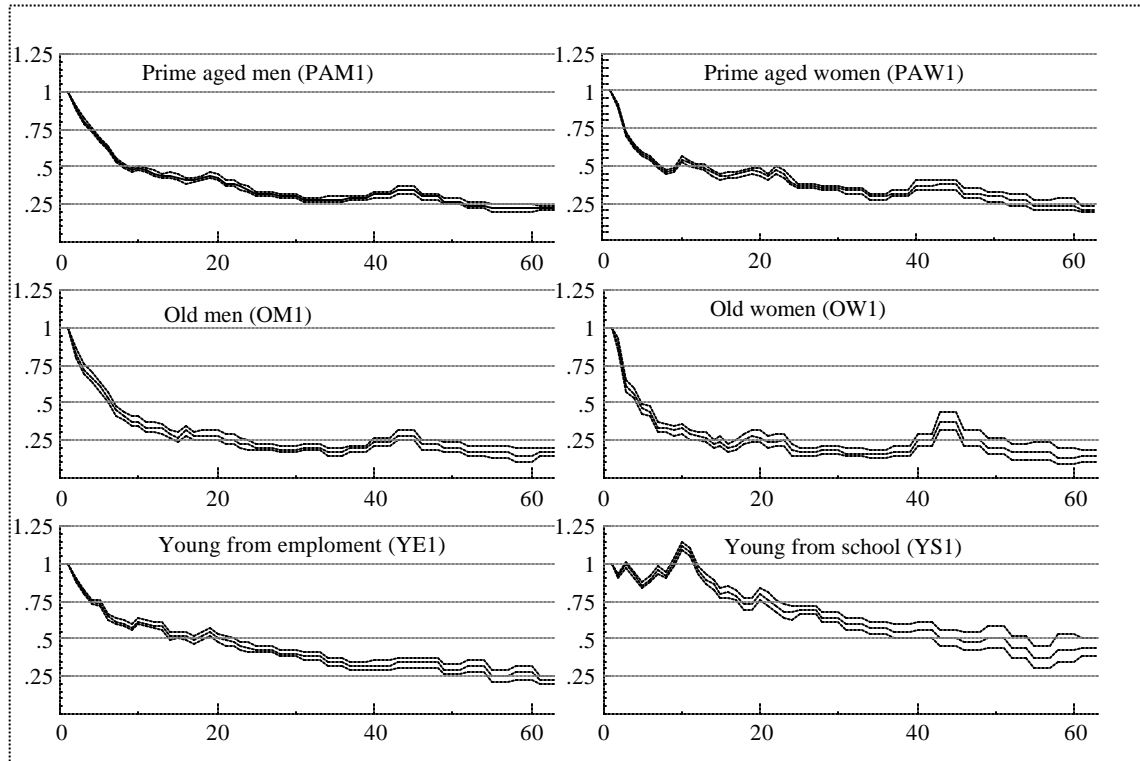 Prime aged men (PAM1)
1.25
1
.75
.5
.25
0 20 40 60
Prime aged women (PAW1)
1.25
1
.75
.5
.25
0 20 40 60
Old men (OM1)
1.25
1
.75
.5
.25
0 20 40 60
Old women (OW1)
1.25
1
.75
.5
.25
0 20 40 60
Young from emploment (YE1)
1.25
1
.75
.5
.25
0 20 40 60
Young from school (YS1)
1.25
1
.75
.5
.25
0 20 40 60